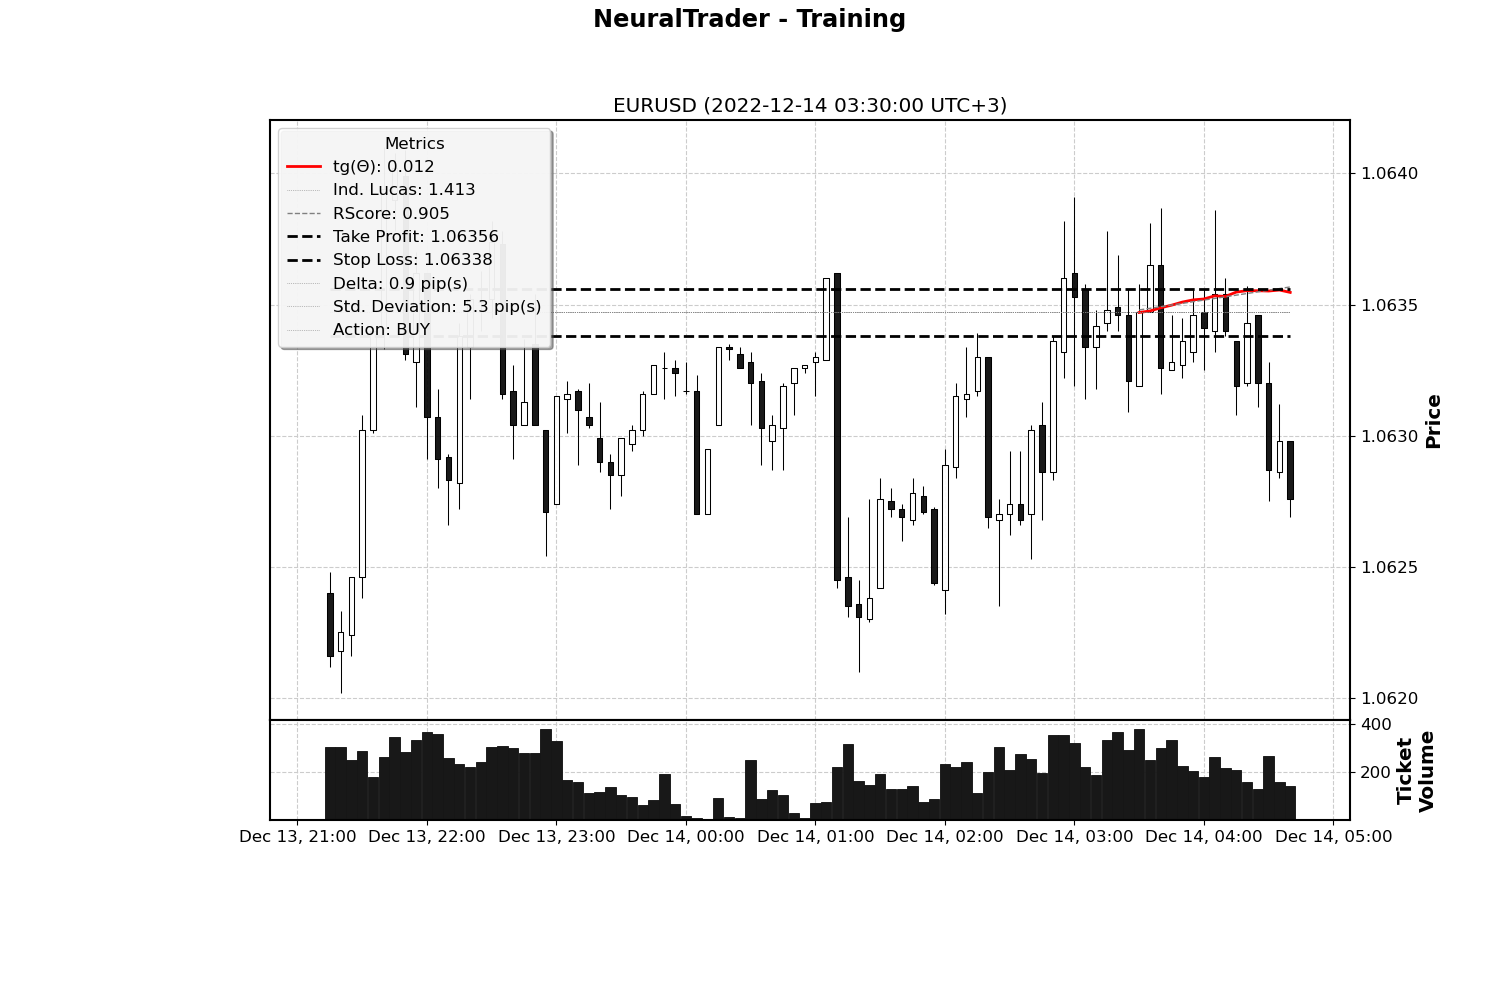 NeuralTrader - Training
EURUSD (2022-12-14 03:30:00 UTC+3)
Metrics
tg(Θ): 0.012
Ind. Lucas: 1.413
RScore: 0.905
Take Profit: 1.06356
Stop Loss: 1.06338
Delta: 0.9 pip(s)
Std. Deviation: 5.3 pip(s)
Action: BUY
1.0640
1.0635
1.0630
1.0625
1.0620
Price
400
200
Ticket
Volume
Dec 13, 21:00 Dec 13, 22:00 Dec 13, 23:00 Dec 14, 00:00 Dec 14, 01:00 Dec 14, 02:00 Dec 14, 03:00 Dec 14, 04:00 Dec 14, 05:00